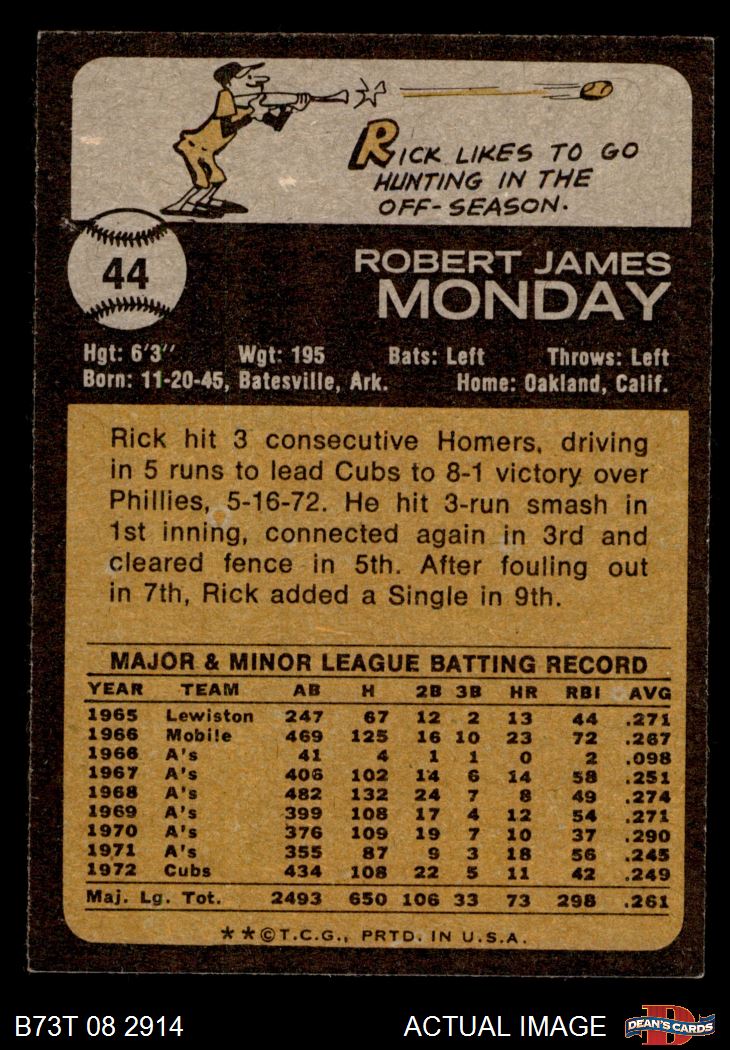 RICK LIKES TO GO
HUNTING IN THE
OFF-SEASON.
44
ROBERT JAMES
MONDAY
Hgt: 6'3" Wgt: 195 Bats: Left Throws: Left
Born: 11-20-45, Batesville, Ark. Home: Oakland, Calif.
Rick hit 3 consecutive Homers, driving
in 5 runs to lead Cubs to 8-1 victory over
Phillies, 5-16-72. He hit 3-run smash in
1st inning, connected again in 3rd and
cleared fence in 5th. After fouling out
in 7th, Rick added a Single in 9th.
MAJOR & MINOR LEAGUE BATTING RECORD
YEAR TEAM AB H 2B 3B HR RBI AVG
1965 Lewiston 247 67 12 2 13 44 .271
1966 Mobile 469 125 16 10 23 72 .267
1966 A's 41 4 1 1 0 2 .098
1967 A's 406 102 14 6 14 58 .251
1968 A's 482 132 24 7 8 49 .274
1969 A's 399 108 17 4 12 54 .271
1970 A's 376 109 19 7 10 37 .290
1971 A's 355 87 9 3 18 56 .245
1972 Cubs 434 108 22 5 11 42 .249
Maj. Lg. Tot. 2493 650 106 33 73 298 .261
**©T.C.G., PRTD. IN U.S.A.
B73T 08 2914 ACTUAL IMAGE D DEAN'S CARDS